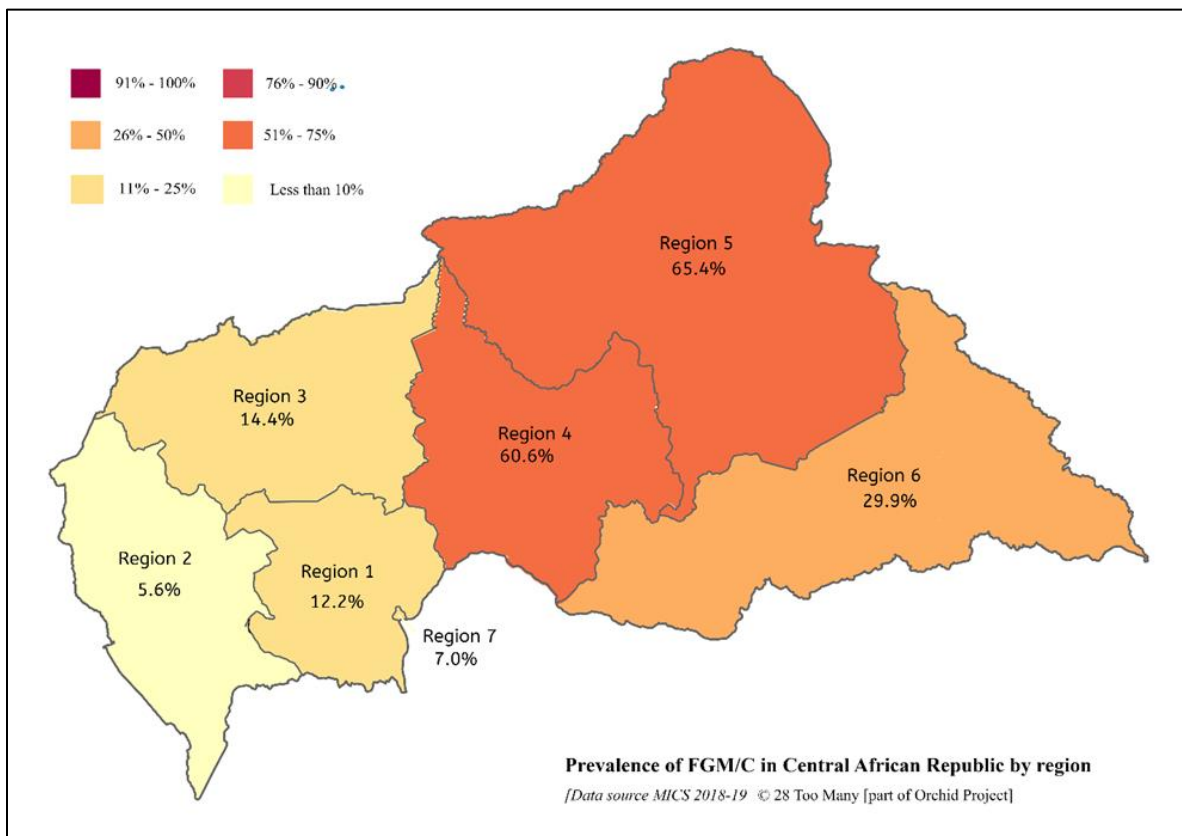 91% - 100%
76% - 90%
26% - 50%
51% - 75%
11% - 25%
Less than 10%
Region 5
65.4%
Region 3
14.4%
Region 4
60.6%
Region 6
29.9%
Region 2
5.6%
Region 1
12.2%
Region 7
7.0%
Prevalence of FGM/C in Central African Republic by region
[Data source MICS 2018-19 © 28 Too Many [part of Orchid Project]